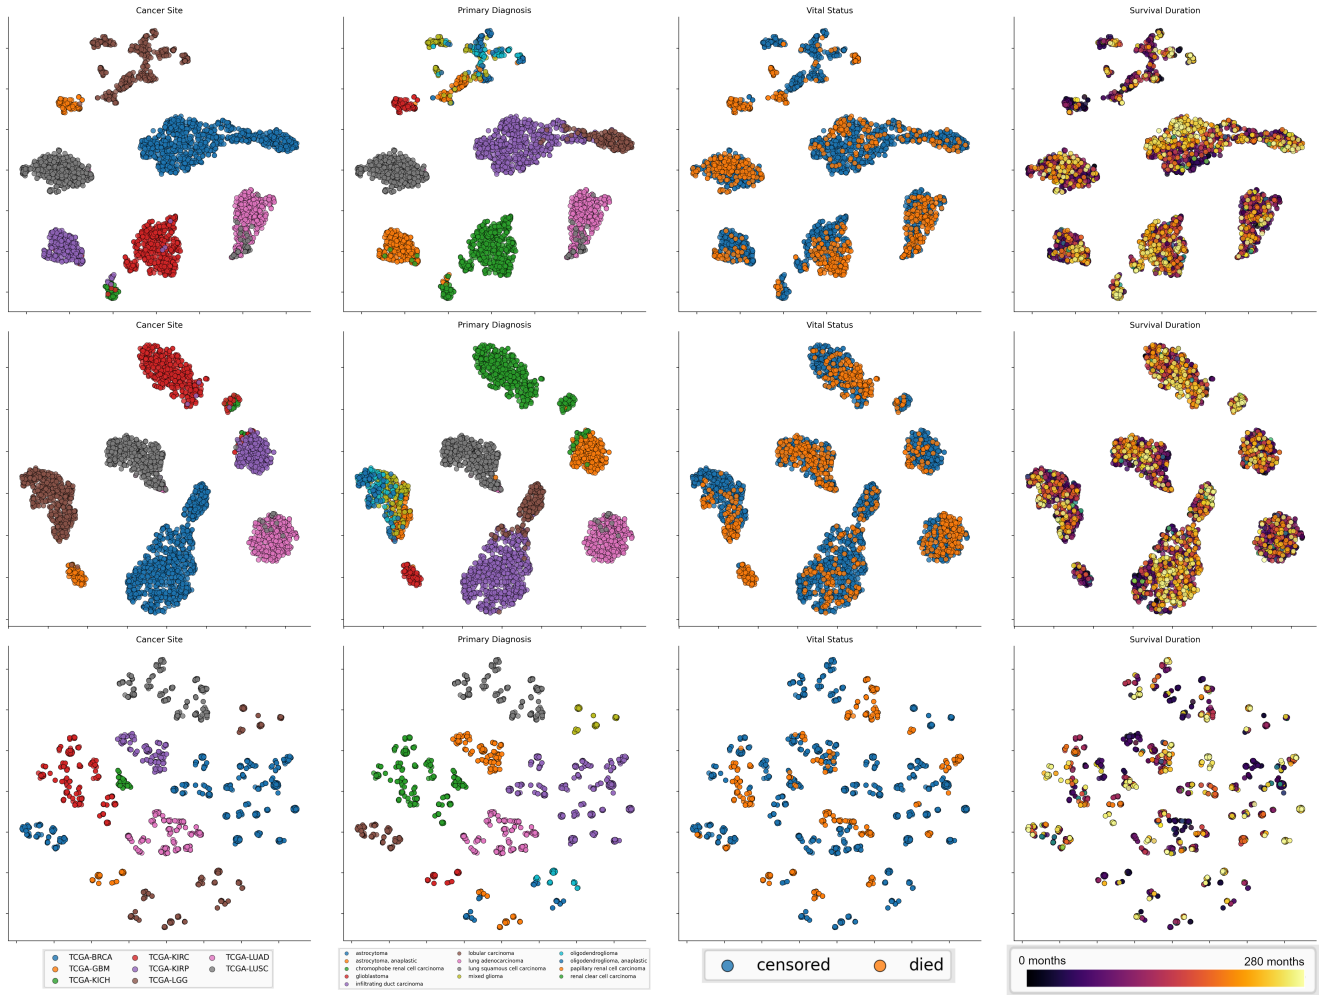 Cancer Site
Primary Diagnosis
Vital Status
Survival Duration
Cancer Site
Primary Diagnosis
Vital Status
Survival Duration
Cancer Site
Primary Diagnosis
Vital Status
Survival Duration
TCGA-BRCA
TCGA-GBM
TCGA-KICH
TCGA-KIRC
TCGA-KIRP
TCGA-LGG
TCGA-LUAD
TCGA-LUSC
astrocytoma
astrocytoma, anaplastic
chromophobe renal cell carcinoma
glioblastoma
infiltrating duct carcinoma
lobular carcinoma
lung adenocarcinoma
lung squamous cell carcinoma
mixed glioma
oligodendroglioma
oligodendroglioma, anaplastic
papillary renal cell carcinoma
renal clear cell carcinoma
censored
died
0 months
280 months